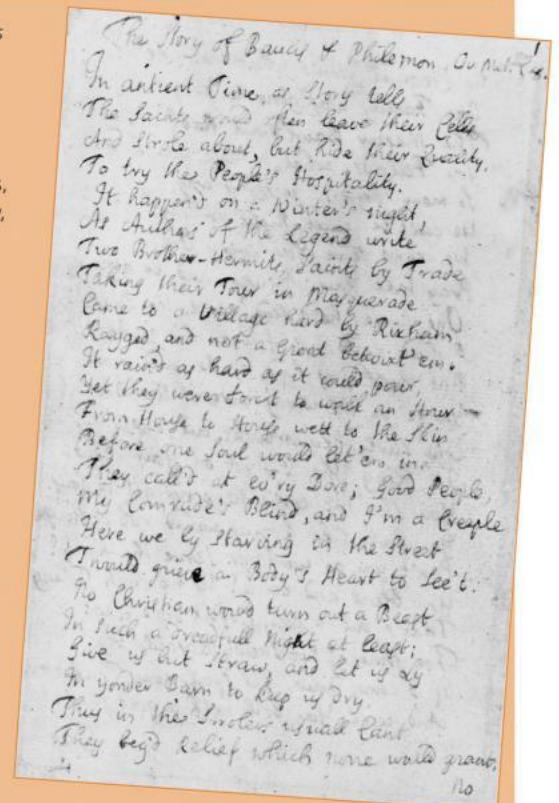 The Story of Baucis & Philemon. Ov. Met. 
1
In antient Time, as Story tells
The Saints would often leave their Cells
And Strole about, but hide their Quality,
To try the People's Hospitality.
It happen'd on a Winter's night,
As Authors of the Legend write
Two Brother-Hermits, Saints by Trade
Taking their Tour in Masquerade
Came to a Village hard by Rixham
Ragged, and not a Groat betwixt 'em.
It rain'd as hard as it could pour,
Yet they were forc't to walk an Hour
From House to House wett to the Skin
Before one Soul would let 'em in.
They call'd at ev'ry Dore; Good People,
My Comrade's Blind, and I'm a Creeple
Here we ly Starving in the Street
'Twould grieve a Body's Heart to See't:
No Christian would turn out a Beast
In Such a dreadfull Night at least;
Give us but Straw, and let us Ly
In yonder Barn to keep us dry.
Thus in the Strolers usuall Cant
They beg'd Relief which none would grant;
No
s
s,